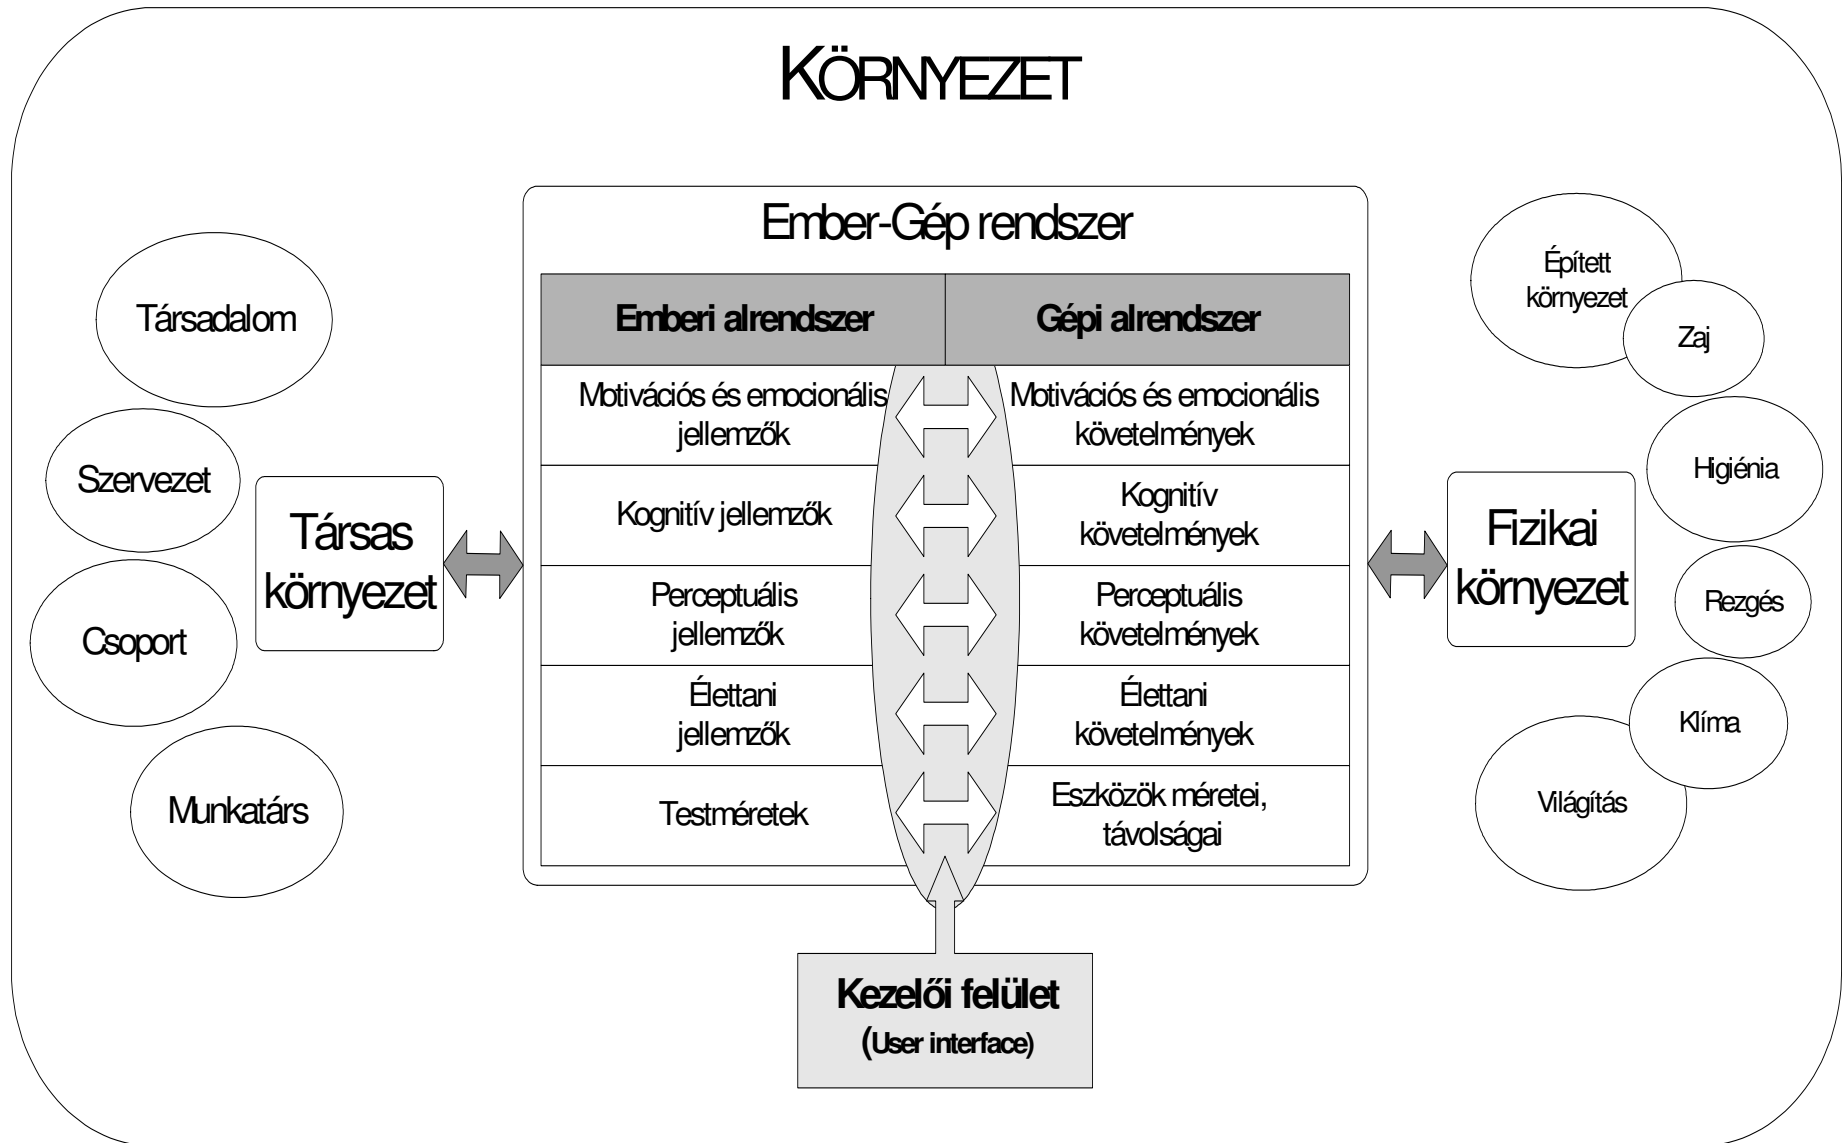 KÖRNYEZET
Társadalom
Szervezet
Csoport
Munkatárs
Társas
környezet
Ember-Gép rendszer
Emberi alrendszer
Gépi alrendszer
Motivációs és emocionális
jellemzők
Motivációs és emocionális
követelmények
Kognitív jellemzők
Kognitív
követelmények
Perceptuális
jellemzők
Perceptuális
követelmények
Élettani
jellemzők
Élettani
követelmények
Testméretek
Eszközök méretei,
távolságai
Kezelői felület
(User interface)
Fizikai
környezet
Épített
környezet
Zaj
Higiénia
Rezgés
Klíma
Világítás